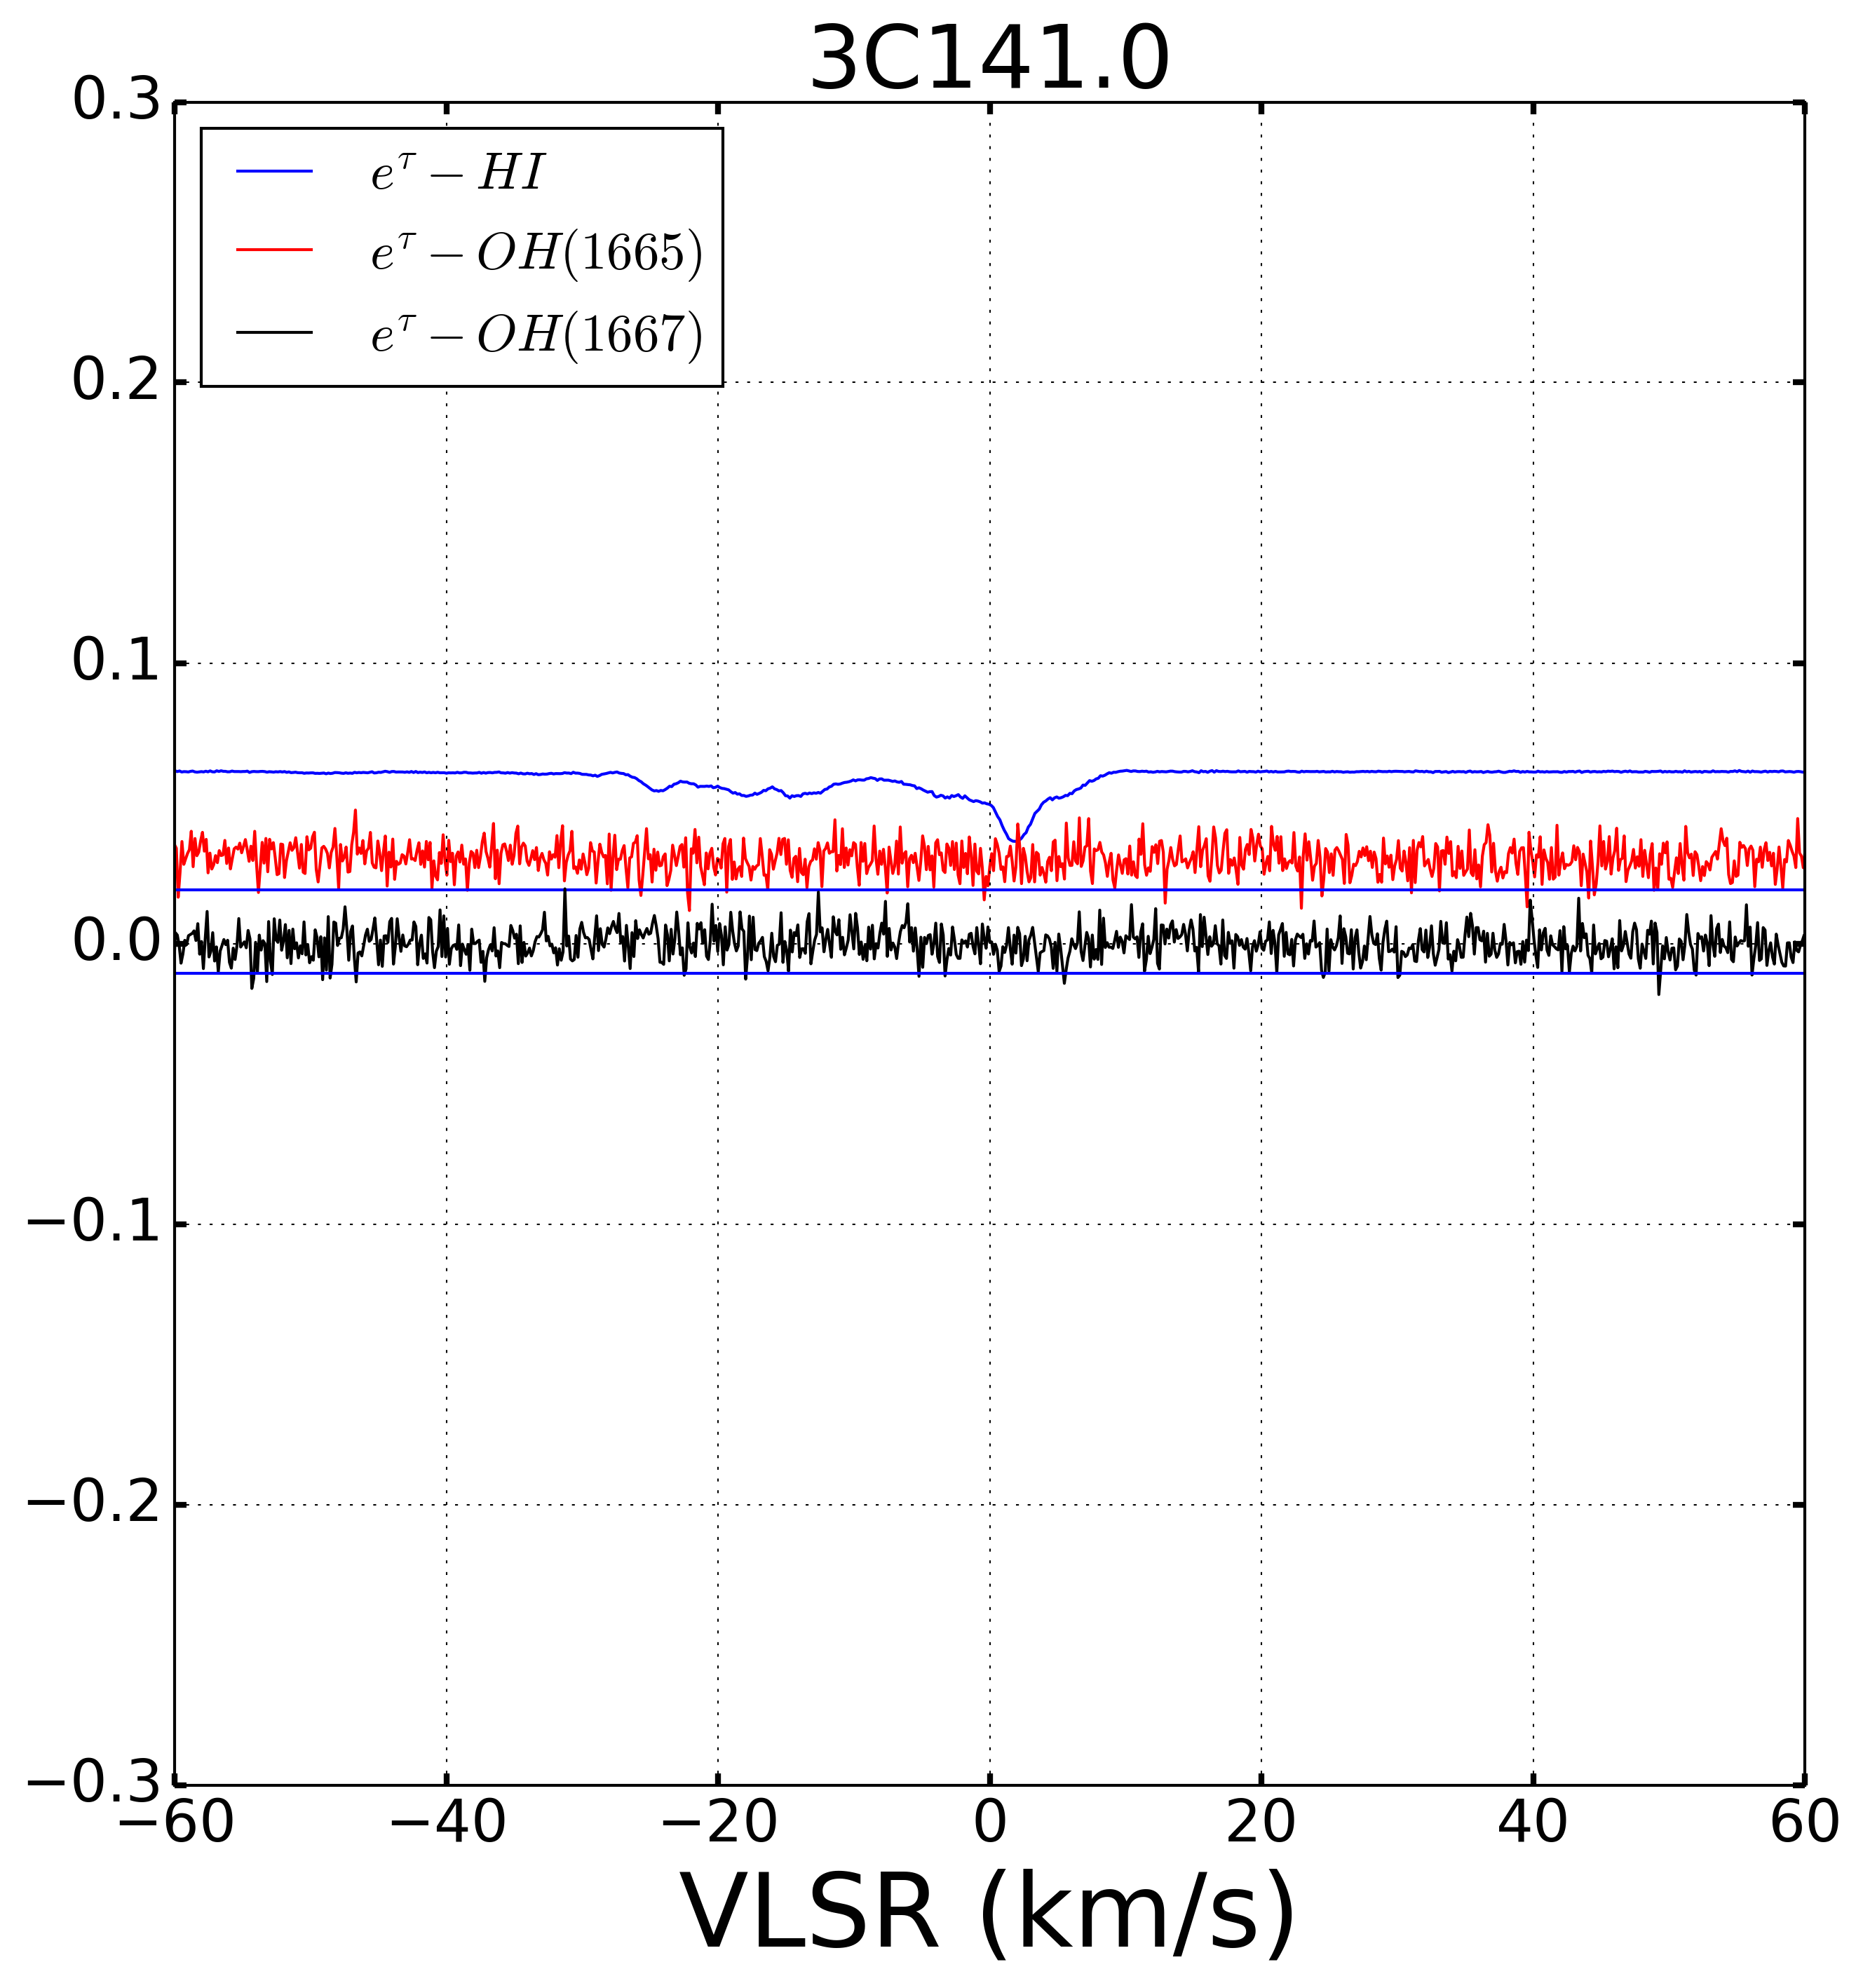 3C141.0
0.3
0.2
0.1
0.0
−0.1
−0.2
−0.3
e^τ − HI
e^τ − OH(1665)
e^τ − OH(1667)
−60 −40 −20 0 20 40 60
VLSR (km/s)